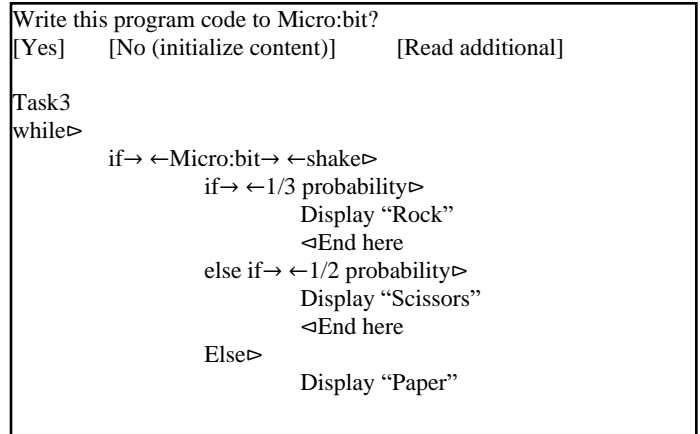 Write this program code to Micro:bit?
[Yes] [No (initialize content)] [Read additional]
Task3
while⊳
if→ ←Micro:bit→ ←shake⊳
if→ ←1/3 probability⊳
Display “Rock”
⊲End here
else if→ ←1/2 probability⊳
Display “Scissors”
⊲End here
Else⊳
Display “Paper”